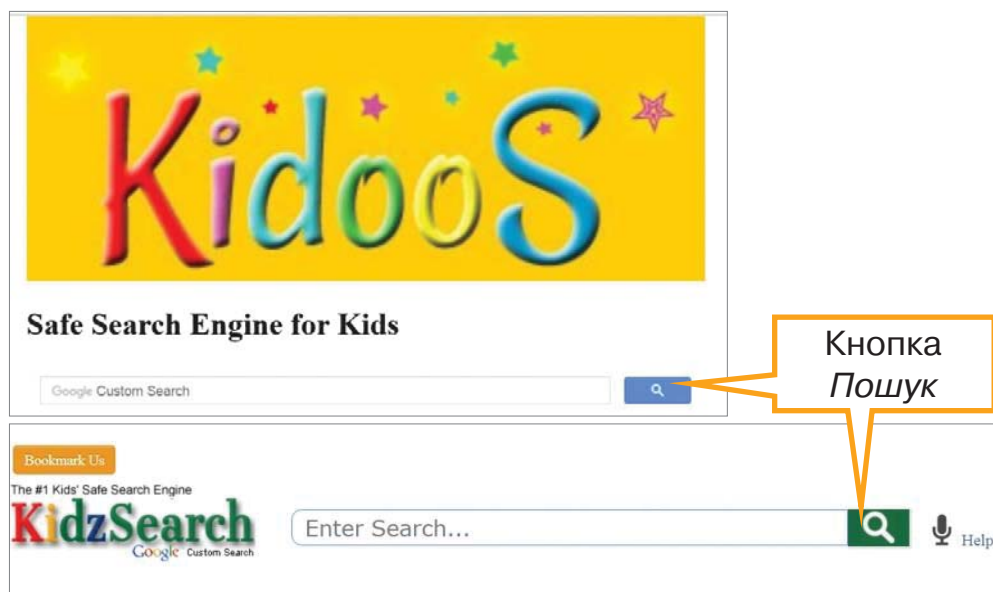 KidooS
Safe Search Engine for Kids
Google Custom Search
Кнопка
Пошук
Bookmark Us
The #1 Kids' Safe Search Engine
KidzSearch
Google Custom Search
Enter Search...
Help